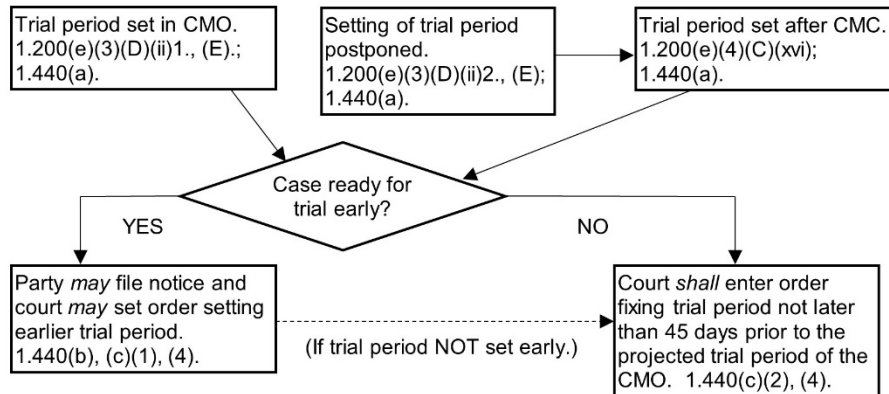 Trial period set in CMO.
1.200(e)(3)(D)(ii)1., (E).;
1.440(a).
Setting of trial period
postponed.
1.200(e)(3)(D)(ii)2., (E);
1.440(a).
Trial period set after CMC.
1.200(e)(4)(C)(xvi);
1.440(a).
Case ready for
trial early?
YES
NO
Party may file notice and
court may set order setting
earlier trial period.
1.440(b), (c)(1), (4).
(If trial period NOT set early.)
Court shall enter order
fixing trial period not later
than 45 days prior to the
projected trial period of the
CMO. 1.440(c)(2), (4).